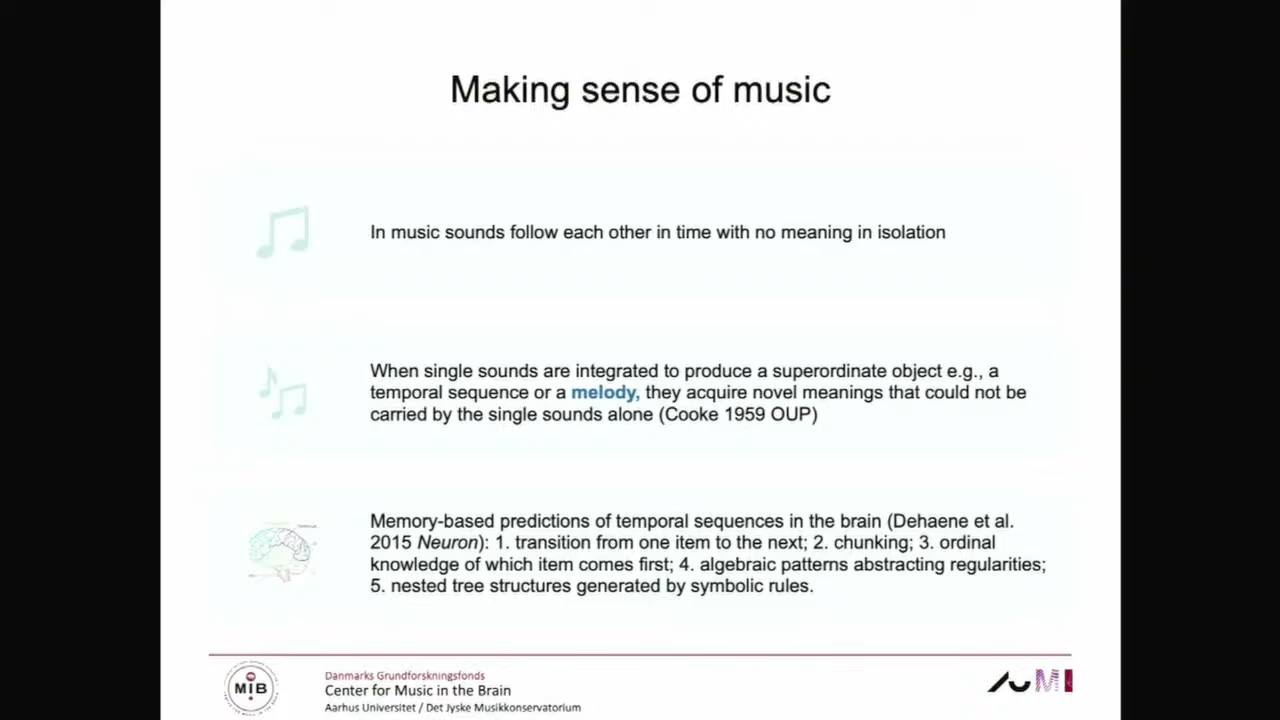 Making sense of music
In music sounds follow each other in time with no meaning in isolation
When single sounds are integrated to produce a superordinate object e.g., a
temporal sequence or a melody, they acquire novel meanings that could not be
carried by the single sounds alone (Cooke 1959 OUP)
Memory-based predictions of temporal sequences in the brain (Dehaene et al.
2015 Neuron): 1. transition from one item to the next; 2. chunking; 3. ordinal
knowledge of which item comes first; 4. algebraic patterns abstracting regularities;
5. nested tree structures generated by symbolic rules.
MIB
Danmarks Grundforskningsfonds
Center for Music in the Brain
Aarhus Universitet / Det Jyske Musikkonservatorium